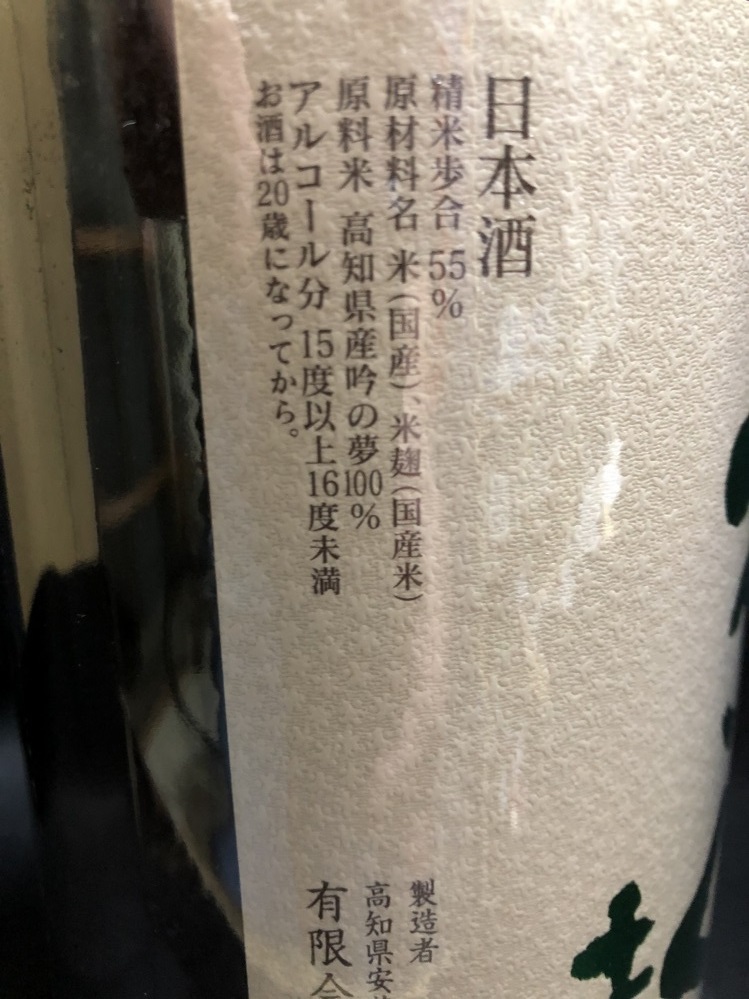 日本酒
精米歩合 55%
原材料名 米(国産)、米麹(国産米)
原料米 高知県産吟の夢100%
アルコール分 15度以上16度未満
お酒は20歳になってから。
製造者
高知県安
有限会